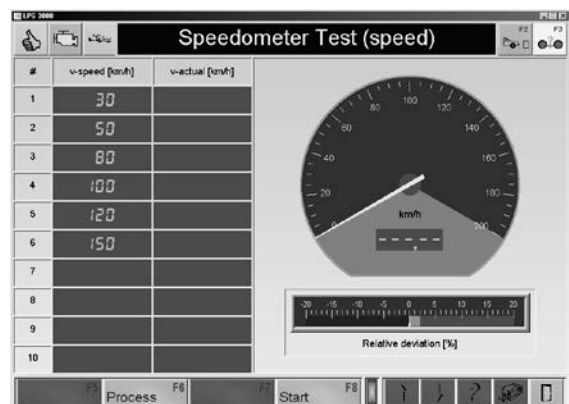 LPS 3000
Speedometer Test (speed)
F2
F3
#
v-speed [km/h]
v-actual [km/h]
1
30
2
50
3
80
4
100
5
120
6
150
7
8
9
10
0
20
40
60
80
100
120
140
160
180
200
km/h
-20 -15 -10 -5 0 5 10 15 20
Relative deviation [%]
F5
Process F6
F7
Start F8
?